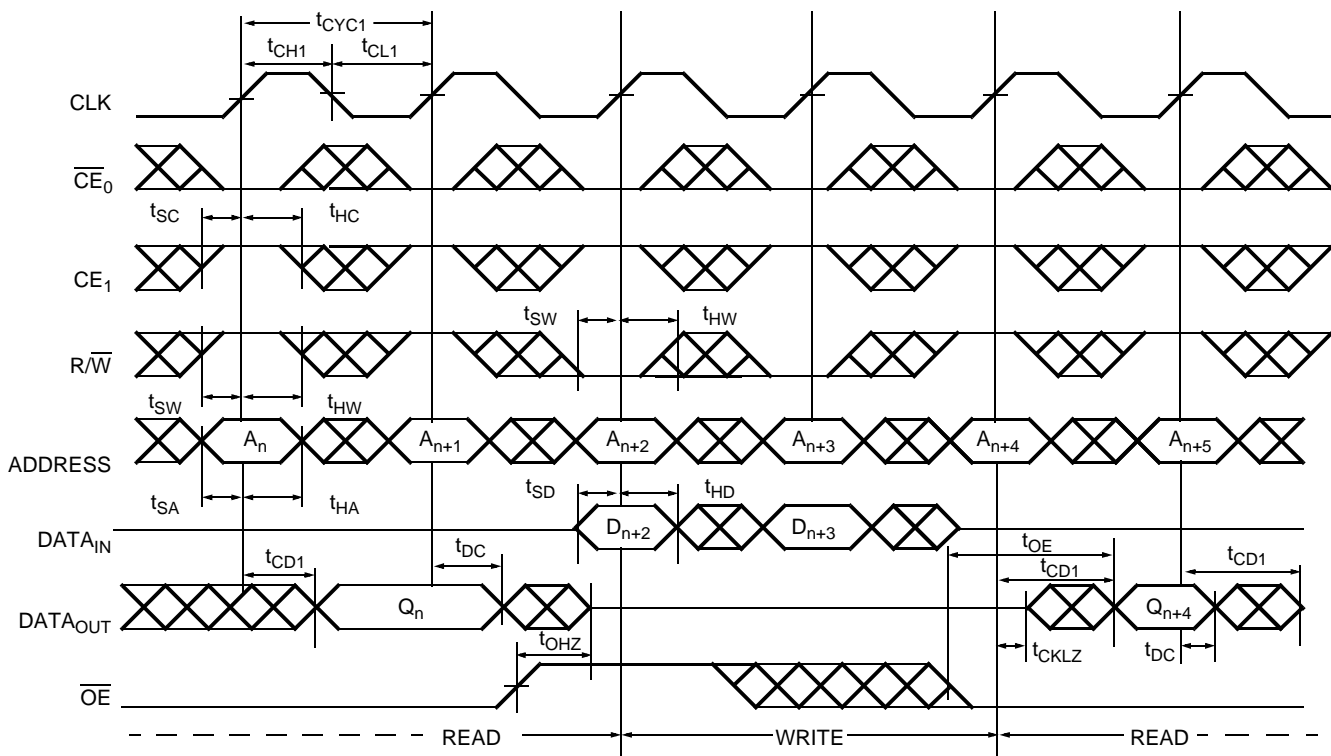 tCYC1
tCH1 tCL1
CLK
CE0
tSC tHC
CE1
tSW tHW
R/W
tSW tHW
An An+1 An+2 An+3 An+4 An+5
ADDRESS
tSA tHA tSD tHD
DATAIN Dn+2 Dn+3
tCD1 tDC tOE tCD1 tCD1
DATAOUT Qn Qn+4
tOHZ tCKLZ tDC
OE
READ WRITE READ